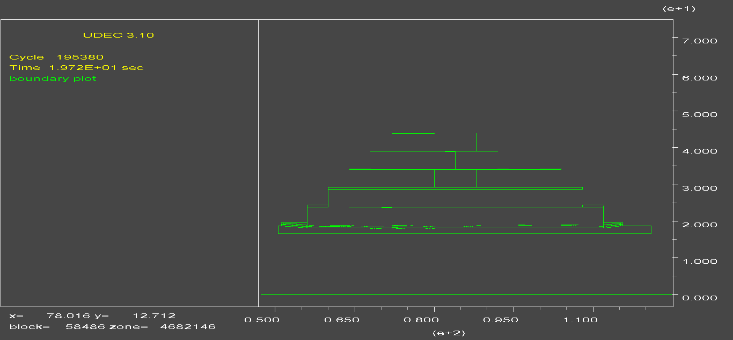 (e+1)
UDEC 3.10
Cycle 195380
Time 1.972E+01 sec
boundary plot
7.000
6.000
5.000
4.000
3.000
2.000
1.000
0.000
x= 78.016 y= 12.712
block= 58486 zone= 4682146
0.500 0.650 0.800 0.950 1.100
(e+2)